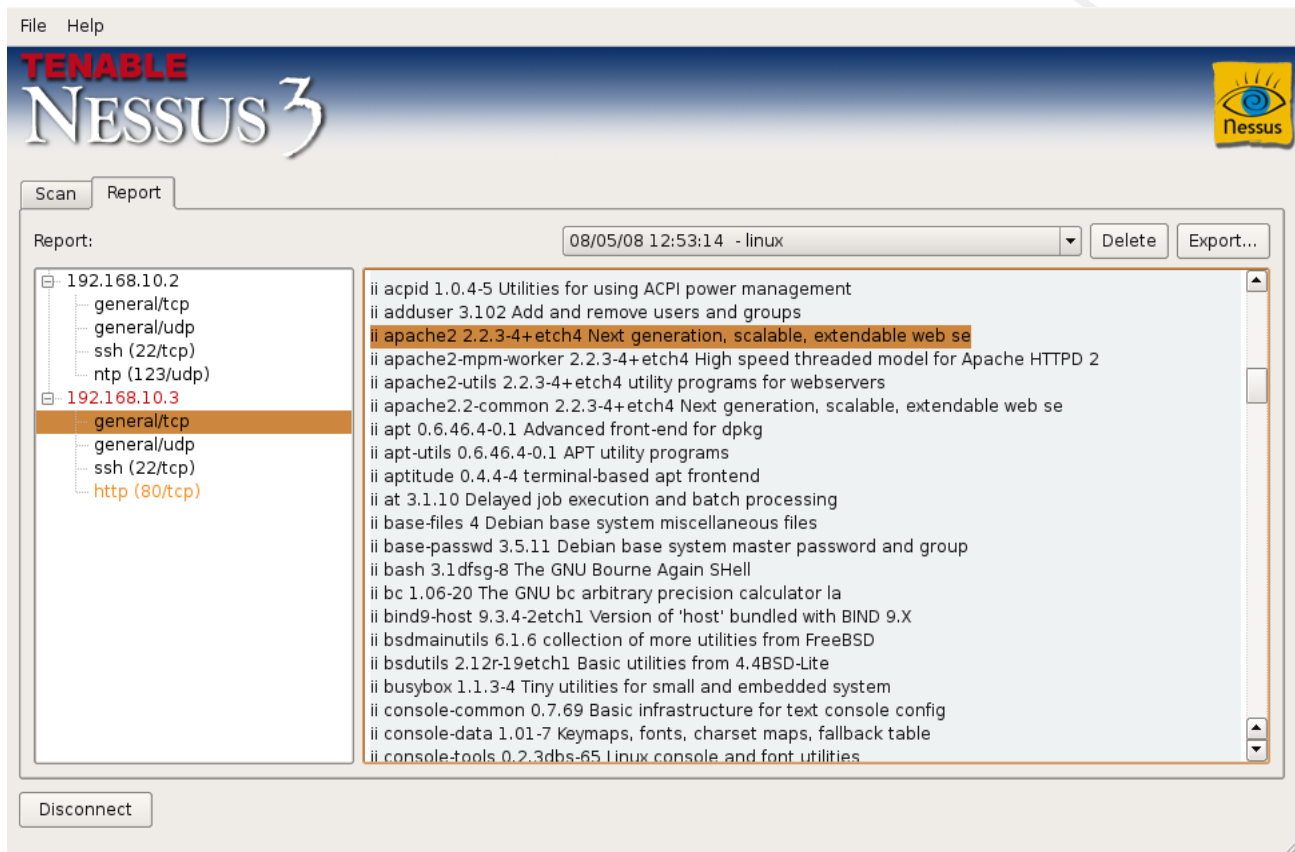 File Help
TENABLE
NESSUS 3
Nessus
Scan Report
Report:
08/05/08 12:53:14 - linux
Delete
Export...
192.168.10.2
general/tcp
general/udp
ssh (22/tcp)
ntp (123/udp)
192.168.10.3
general/tcp
general/udp
ssh (22/tcp)
http (80/tcp)
ii acpid 1.0.4-5 Utilities for using ACPI power management
ii adduser 3.102 Add and remove users and groups
ii apache2 2.2.3-4+etch4 Next generation, scalable, extendable web se
ii apache2-mpm-worker 2.2.3-4+etch4 High speed threaded model for Apache HTTPD 2
ii apache2-utils 2.2.3-4+etch4 utility programs for webservers
ii apache2.2-common 2.2.3-4+etch4 Next generation, scalable, extendable web se
ii apt 0.6.46.4-0.1 Advanced front-end for dpkg
ii apt-utils 0.6.46.4-0.1 APT utility programs
ii aptitude 0.4.4-4 terminal-based apt frontend
ii at 3.1.10 Delayed job execution and batch processing
ii base-files 4 Debian base system miscellaneous files
ii base-passwd 3.5.11 Debian base system master password and group
ii bash 3.1dfsg-8 The GNU Bourne Again SHell
ii bc 1.06-20 The GNU bc arbitrary precision calculator la
ii bind9-host 9.3.4-2etch1 Version of 'host' bundled with BIND 9.X
ii bsdmainutils 6.1.6 collection of more utilities from FreeBSD
ii bsdutils 2.12r-19etch1 Basic utilities from 4.4BSD-Lite
ii busybox 1.1.3-4 Tiny utilities for small and embedded system
ii console-common 0.7.69 Basic infrastructure for text console config
ii console-data 1.01-7 Keymaps, fonts, charset maps, fallback table
ii console-tools 0.2.3dbs-65 Linux console and font utilities
Disconnect